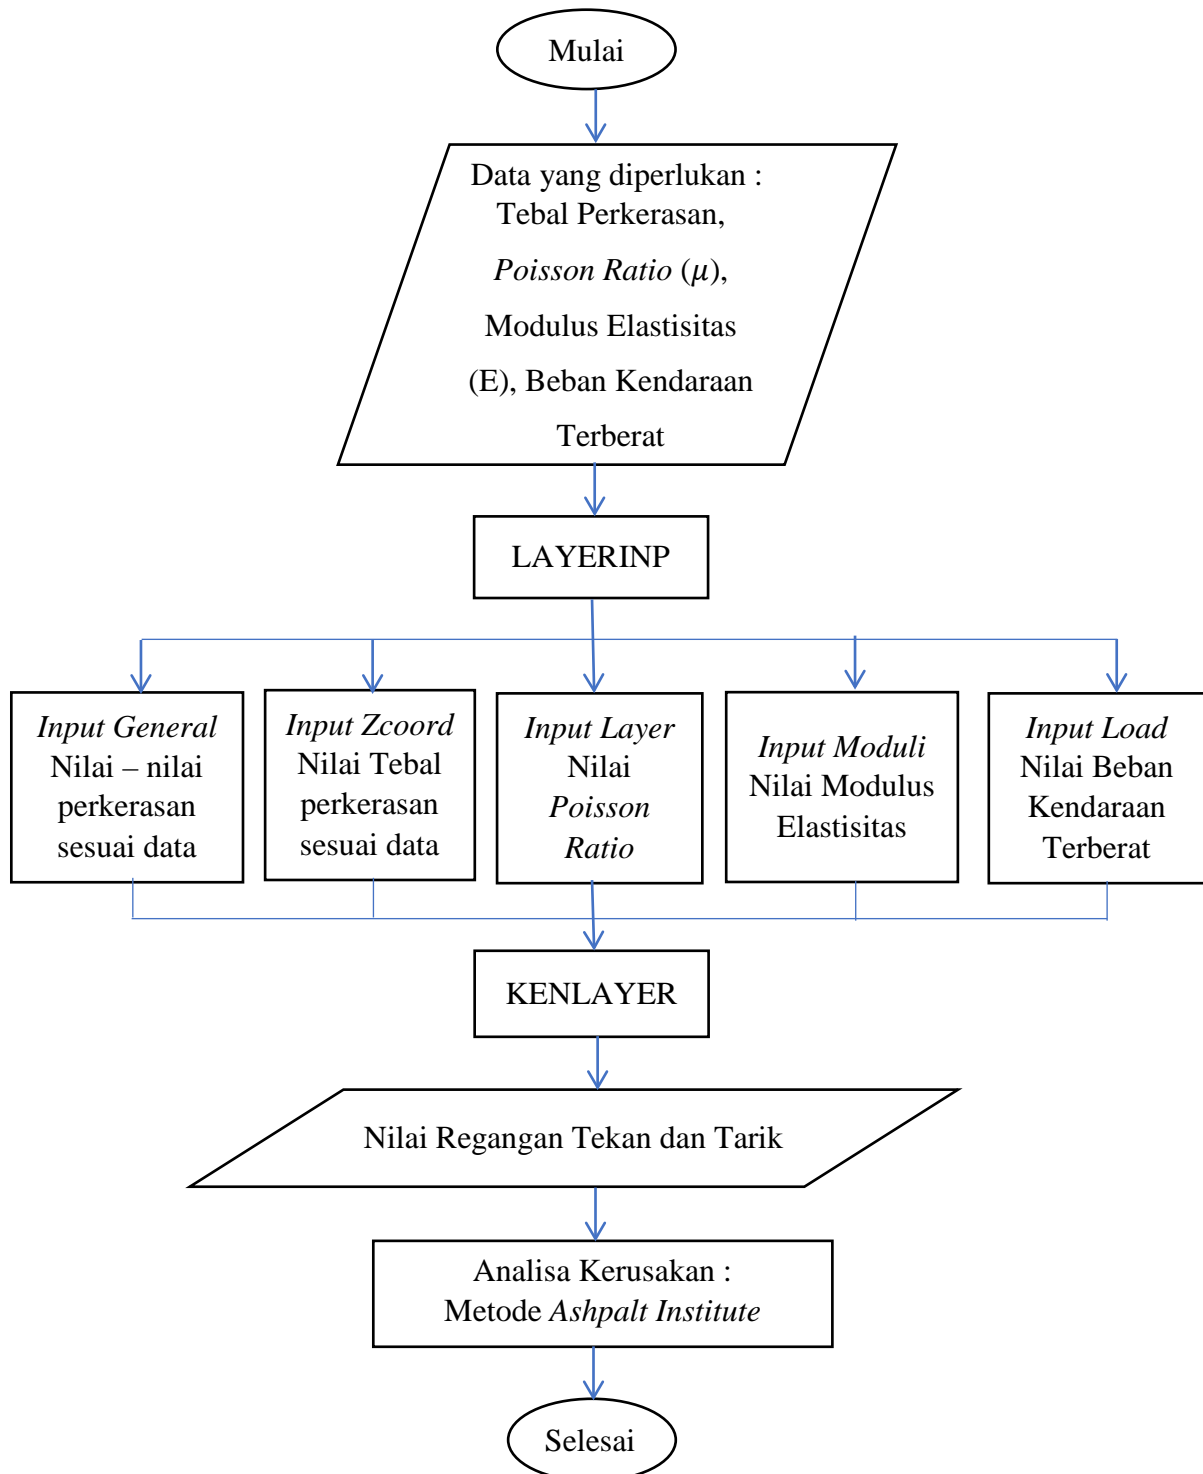 Mulai
Data yang diperlukan :
Tebal Perkerasan,
Poisson Ratio (μ),
Modulus Elastisitas
(E), Beban Kendaraan
Terberat
LAYERINP
Input General
Nilai – nilai
perkerasan
sesuai data
Input Zcoord
Nilai Tebal
perkerasan
sesuai data
Input Layer
Nilai
Poisson
Ratio
Input Moduli
Nilai Modulus
Elastisitas
Input Load
Nilai Beban
Kendaraan
Terberat
KENLAYER
Nilai Regangan Tekan dan Tarik
Analisa Kerusakan :
Metode Ashpalt Institute
Selesai